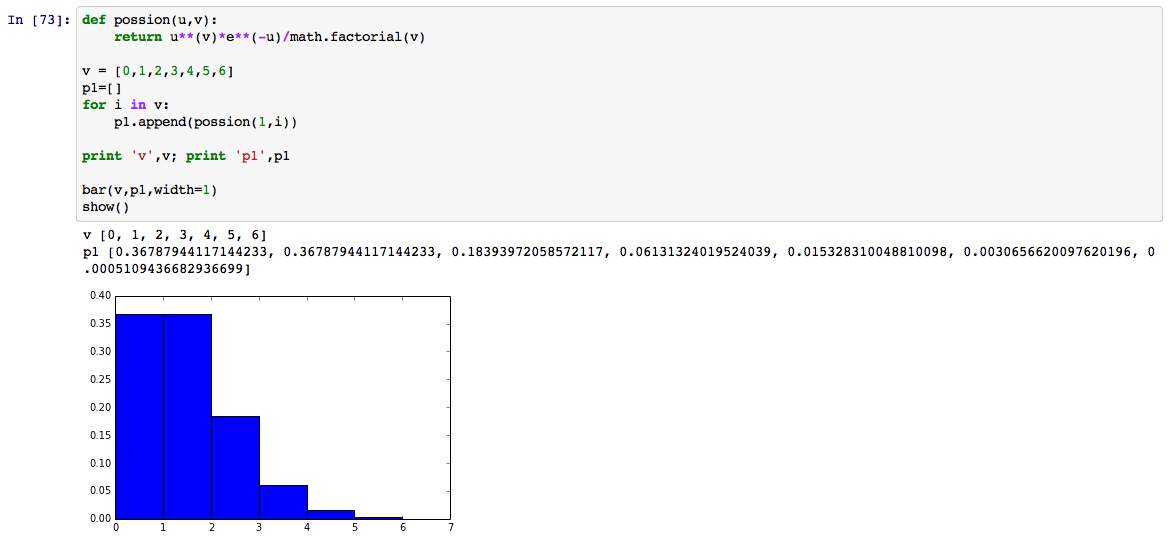 In [73]: def possion(u,v):
    return u**(v)*e**(-u)/math.factorial(v)
v = [0,1,2,3,4,5,6]
p1=[]
for i in v:
    p1.append(possion(1,i))
print 'v',v; print 'p1',p1
bar(v,p1,width=1)
show()
v [0, 1, 2, 3, 4, 5, 6]
p1 [0.36787944117144233, 0.36787944117144233, 0.18393972058572117, 0.06131324019524039, 0.015328310048810098, 0.0030656620097620196, 0
.0005109436682936699]
0.40
0.35
0.30
0.25
0.20
0.15
0.10
0.05
0.00
0 1 2 3 4 5 6 7